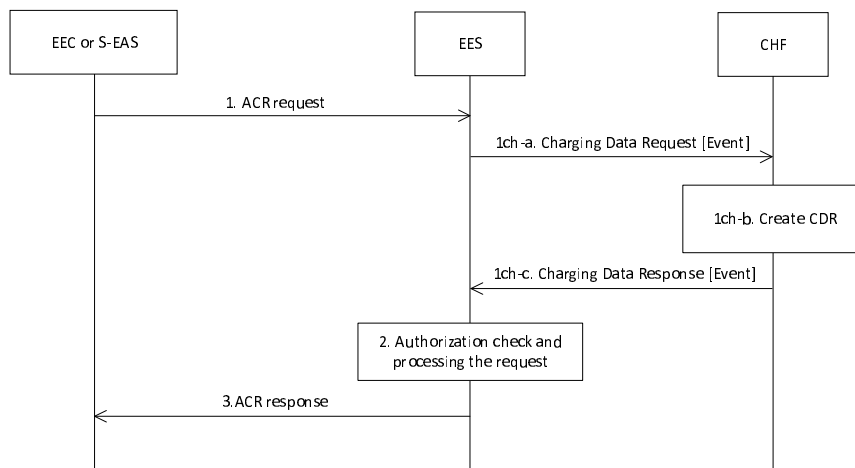 EEC or S-EAS
EES
CHF
1. ACR request
1ch-a. Charging Data Request [Event]
1ch-b. Create CDR
1ch-c. Charging Data Response [Event]
2. Authorization check and
processing the request
3.ACR response